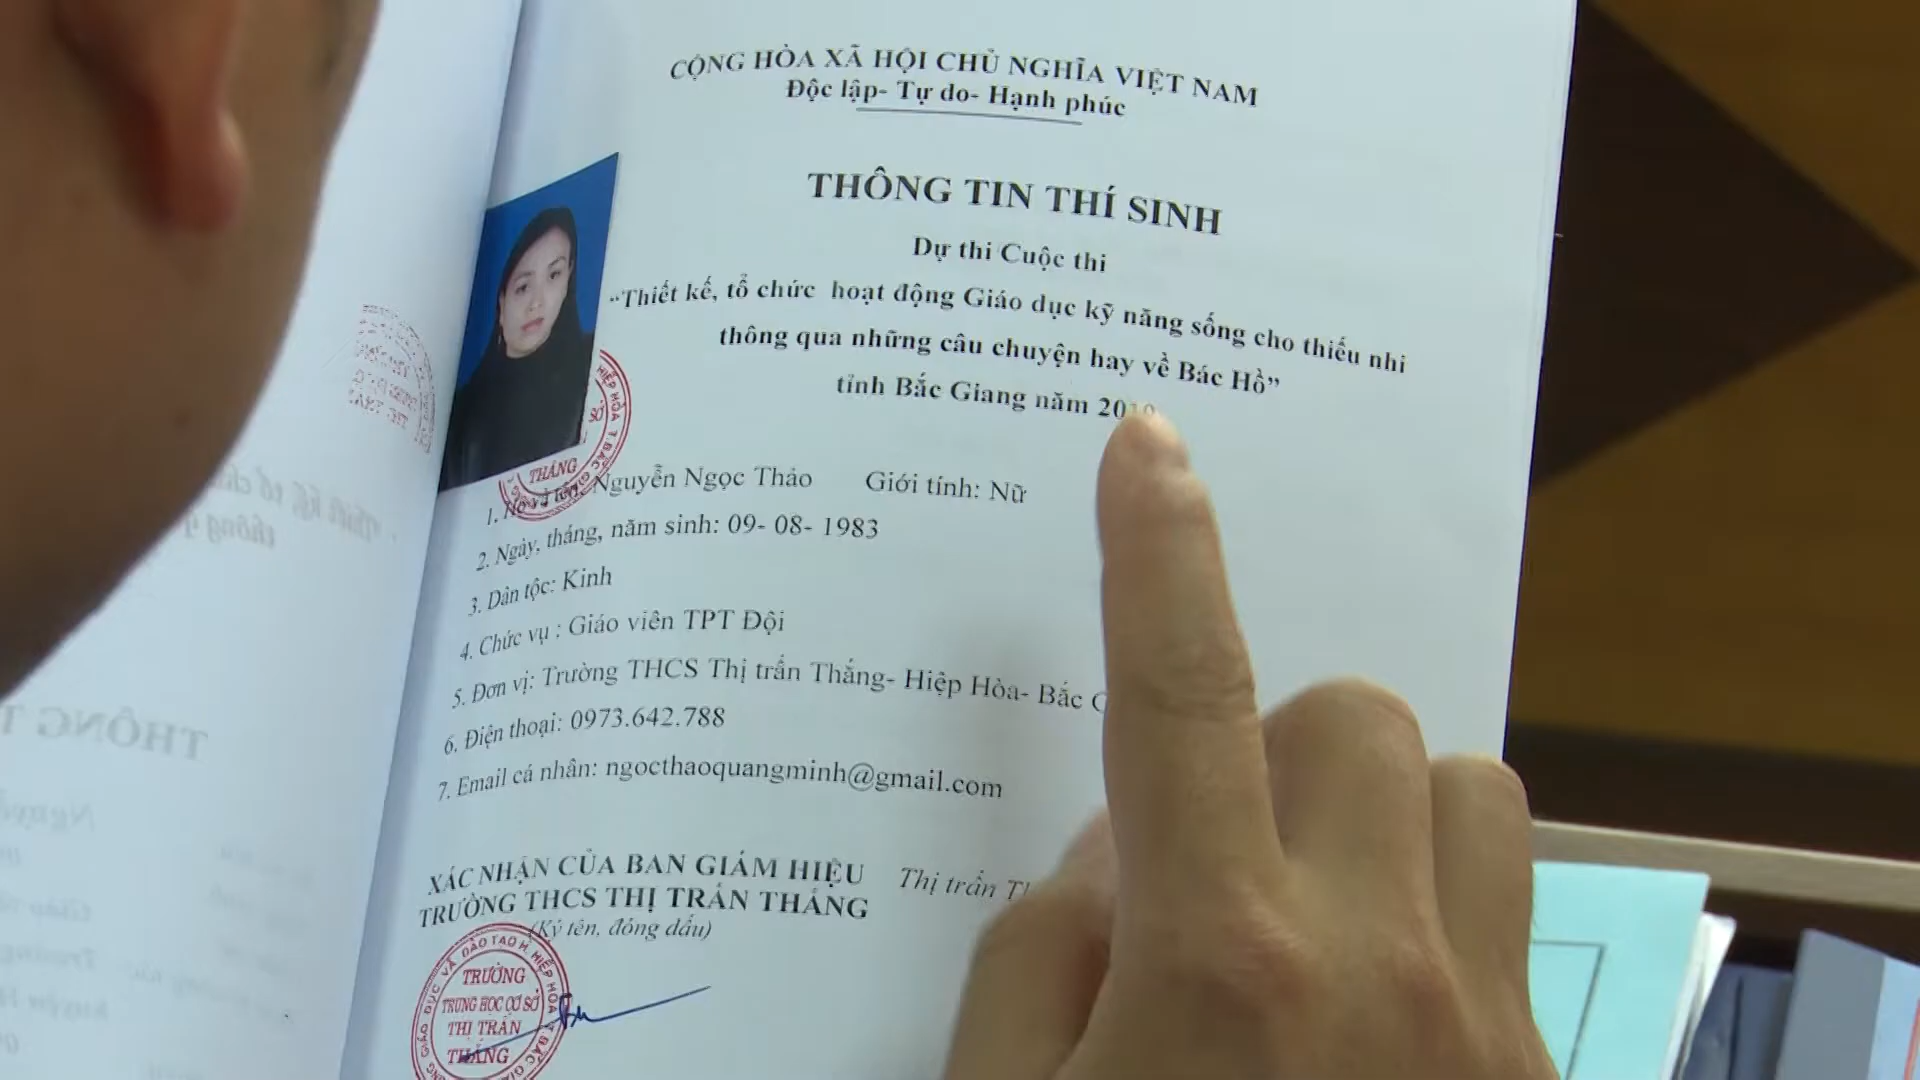 CỘNG HÒA XÃ HỘI CHỦ NGHĨA VIỆT NAM
Độc lập- Tự do- Hạnh phúc
THÔNG TIN THÍ SINH
Dự thi Cuộc thi
“Thiết kế, tổ chức hoạt động Giáo dục kỹ năng sống cho thiếu nhi
thông qua những câu chuyện hay về Bác Hồ”
tỉnh Bắc Giang năm
1. Họ và tên: Nguyễn Ngọc Thảo Giới tính: Nữ
2. Ngày, tháng, năm sinh: 09- 08- 1983
3. Dân tộc: Kinh
4. Chức vụ : Giáo viên TPT Đội
5. Đơn vị: Trường THCS Thị trấn Thắng- Hiệp Hòa- Bắc
6. Điện thoại: 0973.642.788
7. Email cá nhân: ngocthaoquangminh@gmail.com
XÁC NHẬN CỦA BAN GIÁM HIỆU
TRƯỜNG THCS THỊ TRẤN THẮNG
(Ký tên, đóng dấu)
Thị trấn
TRƯỜNG
TRUNG HỌC CƠ SỞ
THỊ TRẤN
THẮNG